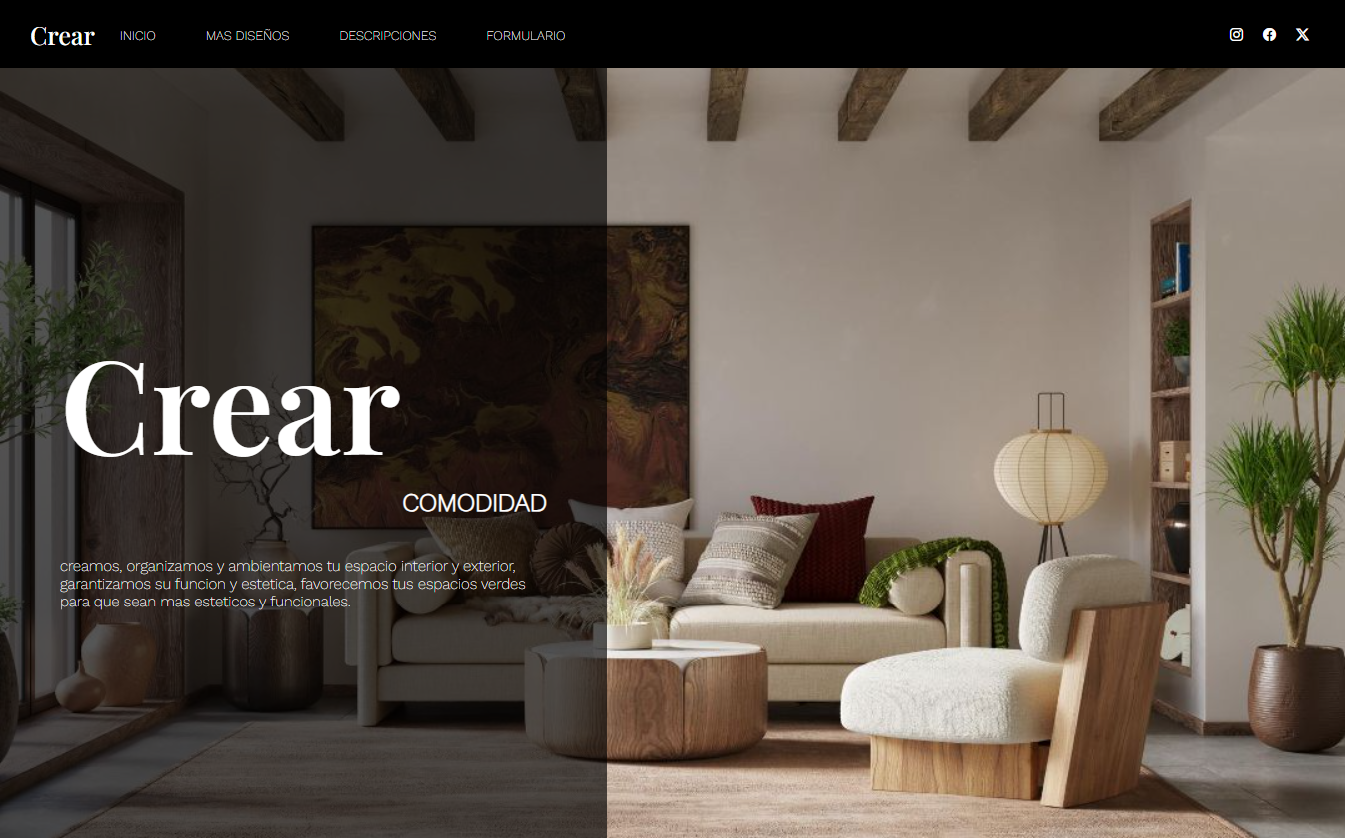 Crear
INICIO
MAS DISEÑOS
DESCRIPCIONES
FORMULARIO
Crear
COMODIDAD
creamos, organizamos y ambientamos tu espacio interior y exterior,
garantizamos su funcion y estetica, favorecemos tus espacios verdes
para que sean mas esteticos y funcionales.